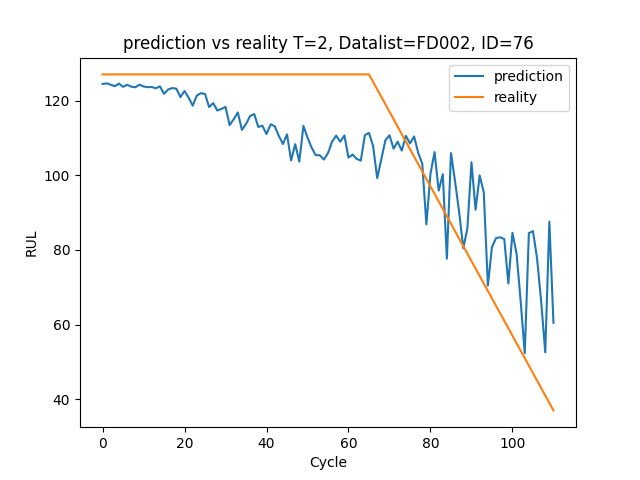 prediction vs reality T=2, Datalist=FD002, ID=76
prediction
reality
120
100
80
60
40
RUL
0 20 40 60 80 100
Cycle